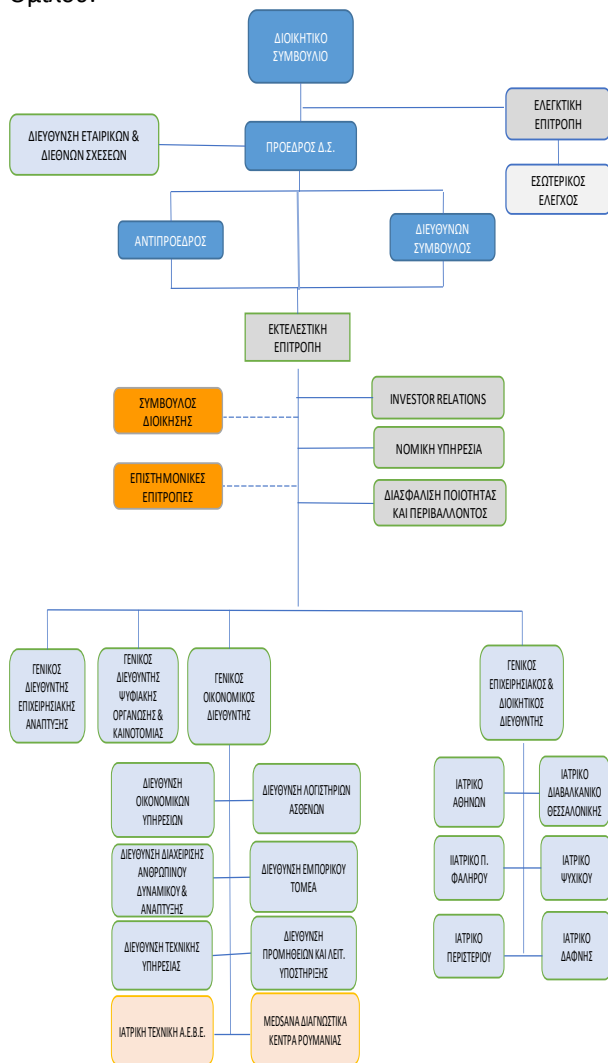 ΔΙΟΙΚΗΤΙΚΟ
ΣΥΜΒΟΥΛΙΟ
ΕΛΕΓΚΤΙΚΗ
ΕΠΙΤΡΟΠΗ
ΔΙΕΥΘΥΝΣΗ ΕΤΑΙΡΙΚΩΝ &
ΔΙΕΘΝΩΝ ΣΧΕΣΕΩΝ
ΠΡΟΕΔΡΟΣ Δ.Σ.
ΕΣΩΤΕΡΙΚΟΣ
ΕΛΕΓΧΟΣ
ΑΝΤΙΠΡΟΕΔΡΟΣ
ΔΙΕΥΘΥΝΩΝ
ΣΥΜΒΟΥΛΟΣ
ΕΚΤΕΛΕΣΤΙΚΗ
ΕΠΙΤΡΟΠΗ
ΣΥΜΒΟΥΛΟΣ
ΔΙΟΙΚΗΣΗΣ
INVESTOR RELATIONS
ΝΟΜΙΚΗ ΥΠΗΡΕΣΙΑ
ΕΠΙΣΤΗΜΟΝΙΚΕΣ
ΕΠΙΤΡΟΠΕΣ
ΔΙΑΣΦΑΛΙΣΗ ΠΟΙΟΤΗΤΑΣ
ΚΑΙ ΠΕΡΙΒΑΛΛΟΝΤΟΣ
ΓΕΝΙΚΟΣ
ΔΙΕΥΘΥΝΤΗΣ
ΕΠΙΧΕΙΡΗΣΙΑΚΗΣ
ΑΝΑΠΤΥΞΗΣ
ΓΕΝΙΚΟΣ
ΔΙΕΥΘΥΝΤΗΣ
ΨΥΦΙΑΚΗΣ
ΟΡΓΑΝΩΣΗΣ &
ΚΑΙΝΟΤΟΜΙΑΣ
ΓΕΝΙΚΟΣ
ΟΙΚΟΝΟΜΙΚΟΣ
ΔΙΕΥΘΥΝΤΗΣ
ΓΕΝΙΚΟΣ
ΕΠΙΧΕΙΡΗΣΙΑΚΟΣ &
ΔΙΟΙΚΗΤΙΚΟΣ
ΔΙΕΥΘΥΝΤΗΣ
ΔΙΕΥΘΥΝΣΗ
ΟΙΚΟΝΟΜΙΚΩΝ
ΥΠΗΡΕΣΙΩΝ
ΔΙΕΥΘΥΝΣΗ ΛΟΓΙΣΤΗΡΙΩΝ
ΑΣΘΕΝΩΝ
ΙΑΤΡΙΚΟ
ΑΘΗΝΩΝ
ΙΑΤΡΙΚΟ
ΔΙΑΒΑΛΚΑΝΙΚΟ
ΘΕΣΣΑΛΟΝΙΚΗΣ
ΔΙΕΥΘΥΝΣΗ ΔΙΑΧΕΙΡΙΣΗΣ
ΑΝΘΡΩΠΙΝΟΥ
ΔΥΝΑΜΙΚΟΥ &
ΑΝΑΠΤΥΞΗΣ
ΔΙΕΥΘΥΝΣΗ ΕΜΠΟΡΙΚΟΥ
ΤΟΜΕΑ
ΙΙΑΤΡΙΚΟ Π.
ΦΑΛΗΡΟΥ
ΙΑΤΡΙΚΟ
ΨΥΧΙΚΟΥ
ΔΙΕΥΘΥΝΣΗ ΤΕΧΝΙΚΗΣ
ΥΠΗΡΕΣΙΑΣ
ΔΙΕΥΘΥΝΣΗ
ΠΡΟΜΗΘΕΙΩΝ ΚΑΙ ΛΕΙΤ.
ΥΠΟΣΤΗΡΙΞΗΣ
ΙΑΤΡΙΚΟ
ΠΕΡΙΣΤΕΡΙΟΥ
ΙΑΤΡΙΚΟ
ΔΑΦΝΗΣ
ΙΑΤΡΙΚΗ ΤΕΧΝΙΚΗ Α.Ε.Β.Ε.
MEDSANA ΔΙΑΓΝΩΣΤΙΚΑ
ΚΕΝΤΡΑ ΡΟΥΜΑΝΙΑΣ